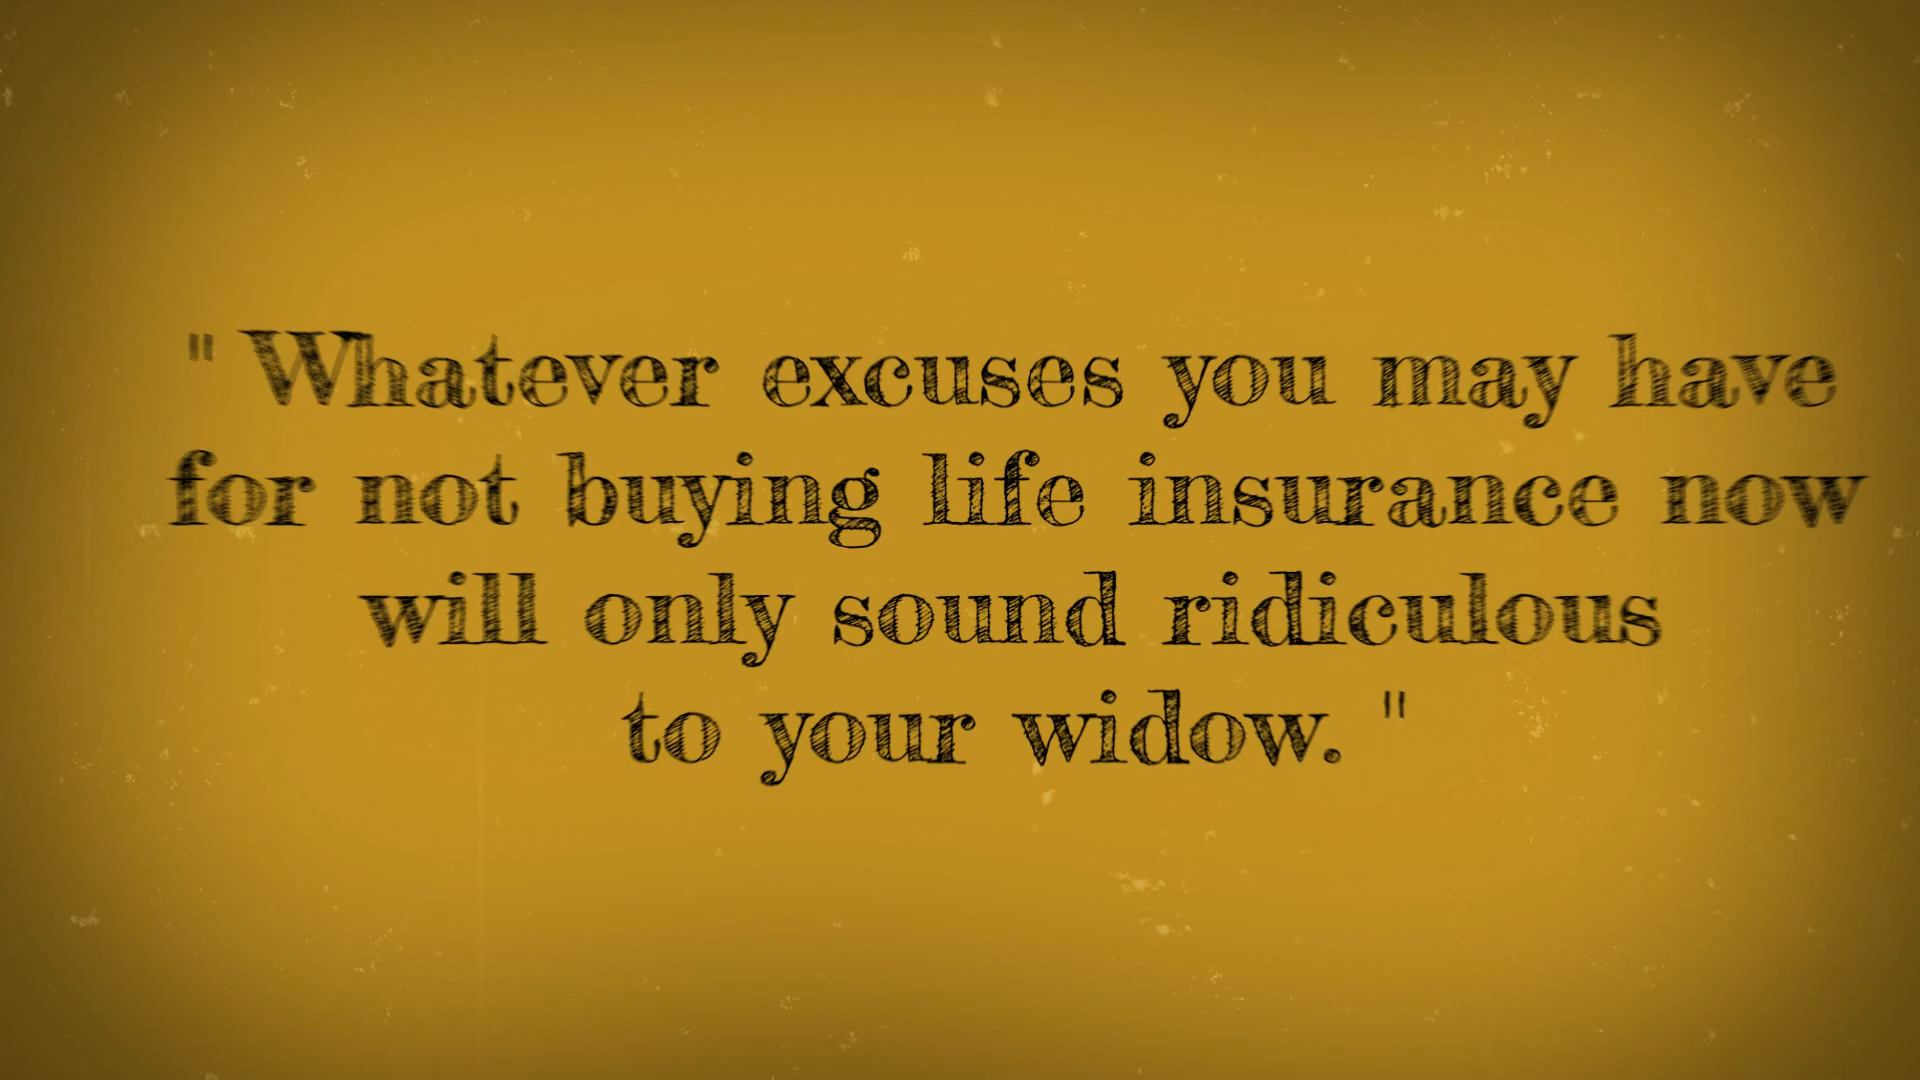 " Whatever excuses you may have
for not buying life insurance now
will only sound ridiculous
to your widow. "